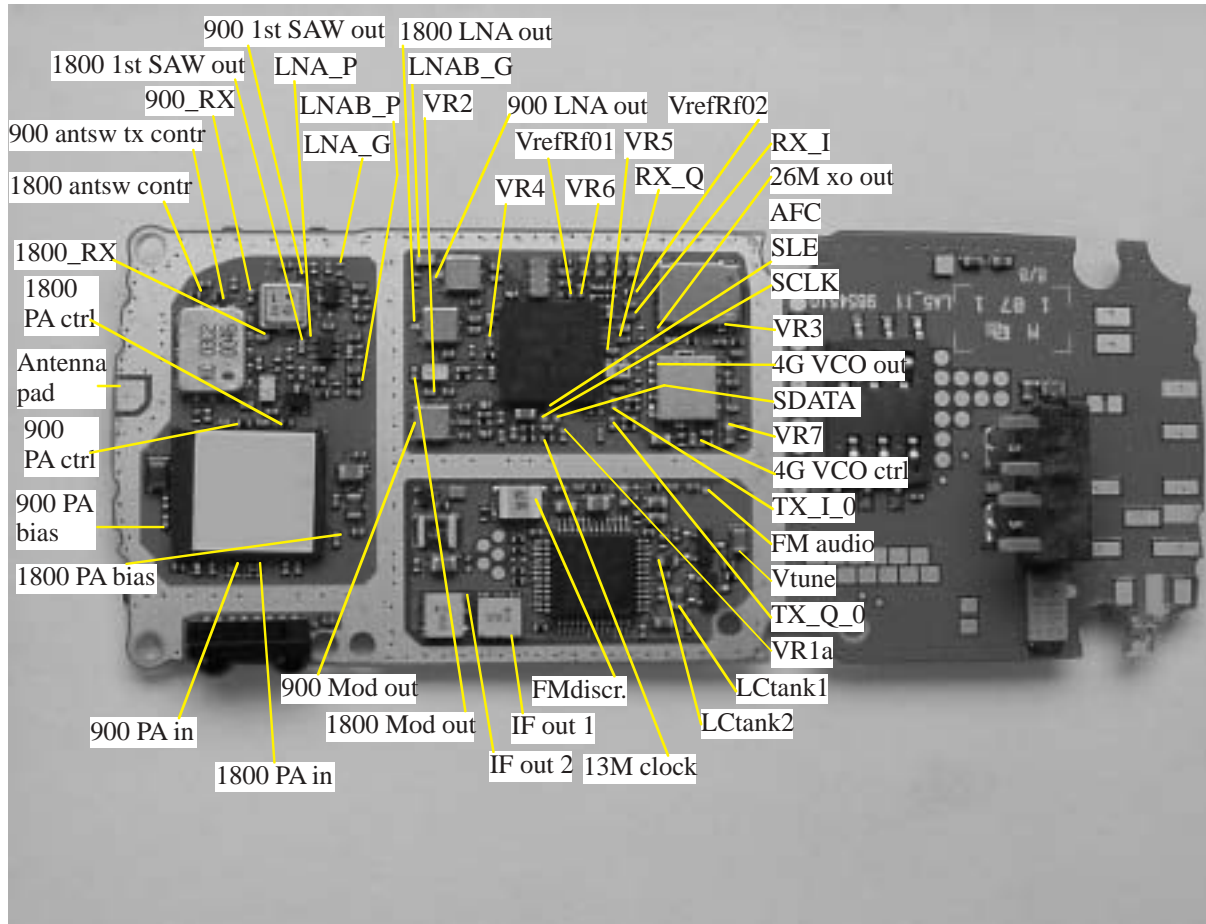 900 1st SAW out
1800 LNA out
1800 1st SAW out
LNA_P
LNAB_G
900_RX
LNAB_P
VR2
900 LNA out
VrefRf02
900 antsw tx contr
LNA_G
VrefRf01
VR5
RX_I
1800 antsw contr
VR4
VR6
RX_Q
26M xo out
AFC
1800_RX
SLE
1800
PA ctrl
SCLK
VR3
Antenna
pad
4G VCO out
SDATA
900
PA ctrl
VR7
4G VCO ctrl
900 PA
bias
TX_I_0
FM audio
1800 PA bias
Vtune
TX_Q_0
VR1a
900 Mod out
FMdiscr.
LCtank1
900 PA in
1800 Mod out
IF out 1
LCtank2
1800 PA in
IF out 2
13M clock